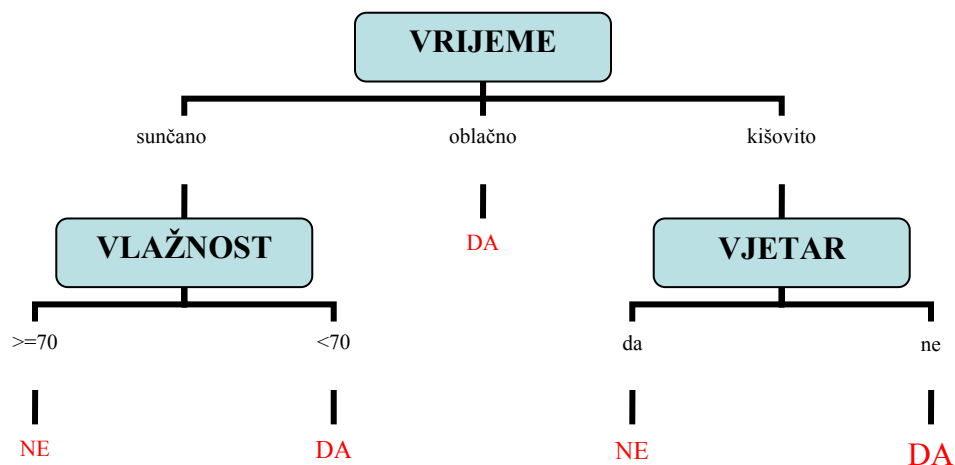 VRIJEME
sunčano oblačno kišovito
VLAŽNOST DA VJETAR
>=70 <70 da ne
NE DA NE DA